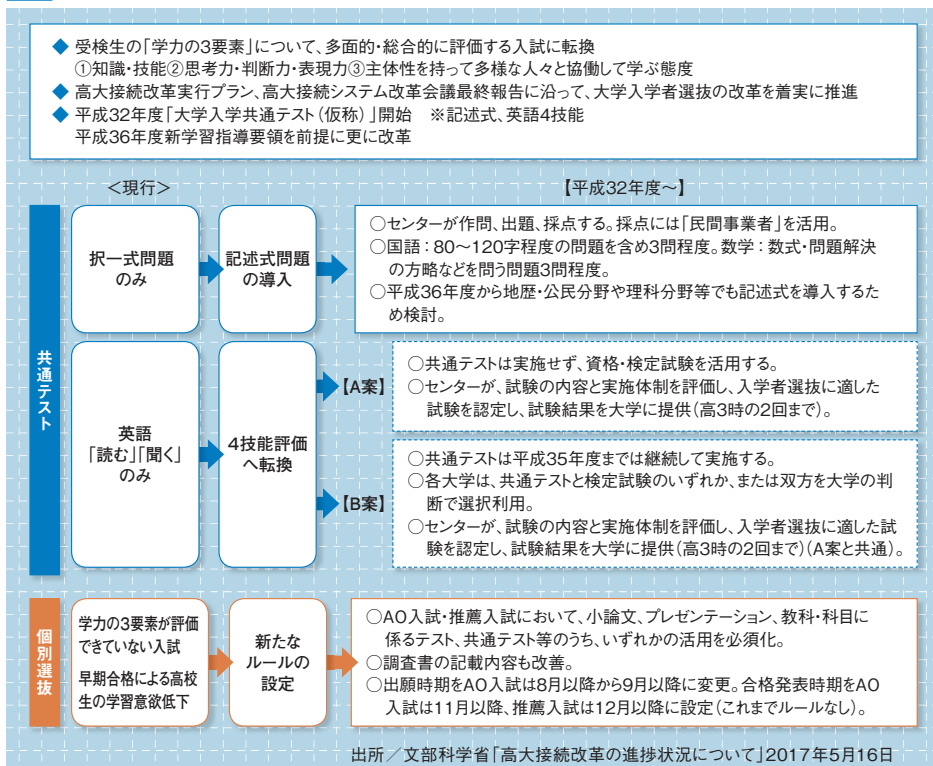 ◆ 受検生の「学力の3要素」について、多面的・総合的に評価する入試に転換
①知識・技能②思考力・判断力・表現力③主体性を持って多様な人々と協働して学ぶ態度
◆ 高大接続改革実行プラン、高大接続システム改革会議最終報告に沿って、大学入学者選抜の改革を着実に推進
◆ 平成32年度「大学入学共通テスト(仮称)」開始　※記述式、英語4技能
平成36年度新学習指導要領を前提に更に改革
<現行>
【平成32年度〜】
共通テスト
択一式問題
のみ
記述式問題
の導入
○センターが作問、出題、採点する。採点には「民間事業者」を活用。
○国語：80〜120字程度の問題を含め3問程度。数学：数式・問題解決
の方略などを問う問題3問程度。
○平成36年度から地歴・公民分野や理科分野等でも記述式を導入するた
め検討。
英語
「読む」「聞く」
のみ
4技能評価
へ転換
【A案】
○共通テストは実施せず、資格・検定試験を活用する。
○センターが、試験の内容と実施体制を評価し、入学者選抜に適した
試験を認定し、試験結果を大学に提供(高3時の2回まで)。
【B案】
○共通テストは平成35年度までは継続して実施する。
○各大学は、共通テストと検定試験のいずれか、または双方を大学の判
断で選択利用。
○センターが、試験の内容と実施体制を評価し、入学者選抜に適した試
験を認定し、試験結果を大学に提供(高3時の2回まで)(A案と共通)。
個別選抜
学力の3要素が評価
できていない入試
早期合格による高校
生の学習意欲低下
新たな
ルールの
設定
○AO入試・推薦入試において、小論文、プレゼンテーション、教科・科目に
係るテスト、共通テスト等のうち、いずれかの活用を必須化。
○調査書の記載内容も改善。
○出願時期をAO入試は8月以降から9月以降に変更。合格発表時期をAO
入試は11月以降、推薦入試は12月以降に設定(これまでルールなし)。
出所／文部科学省「高大接続改革の進捗状況について」2017年5月16日